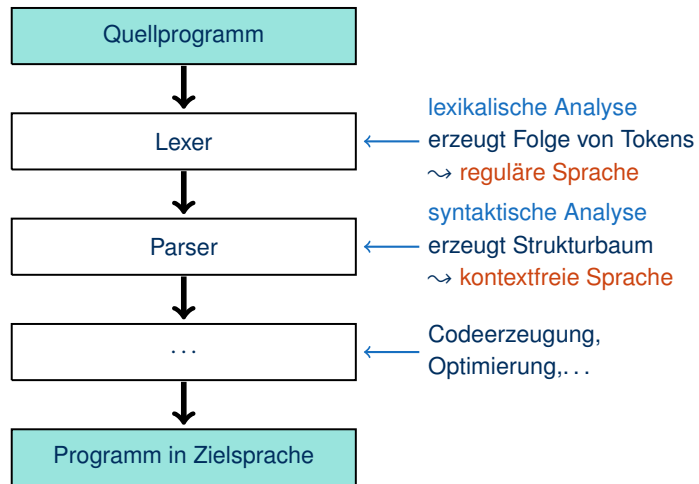 Quellprogramm
Lexer
lexikalische Analyse
erzeugt Folge von Tokens
⤳ reguläre Sprache
Parser
syntaktische Analyse
erzeugt Strukturbaum
⤳ kontextfreie Sprache
...
Codeerzeugung,
Optimierung,...
Programm in Zielsprache